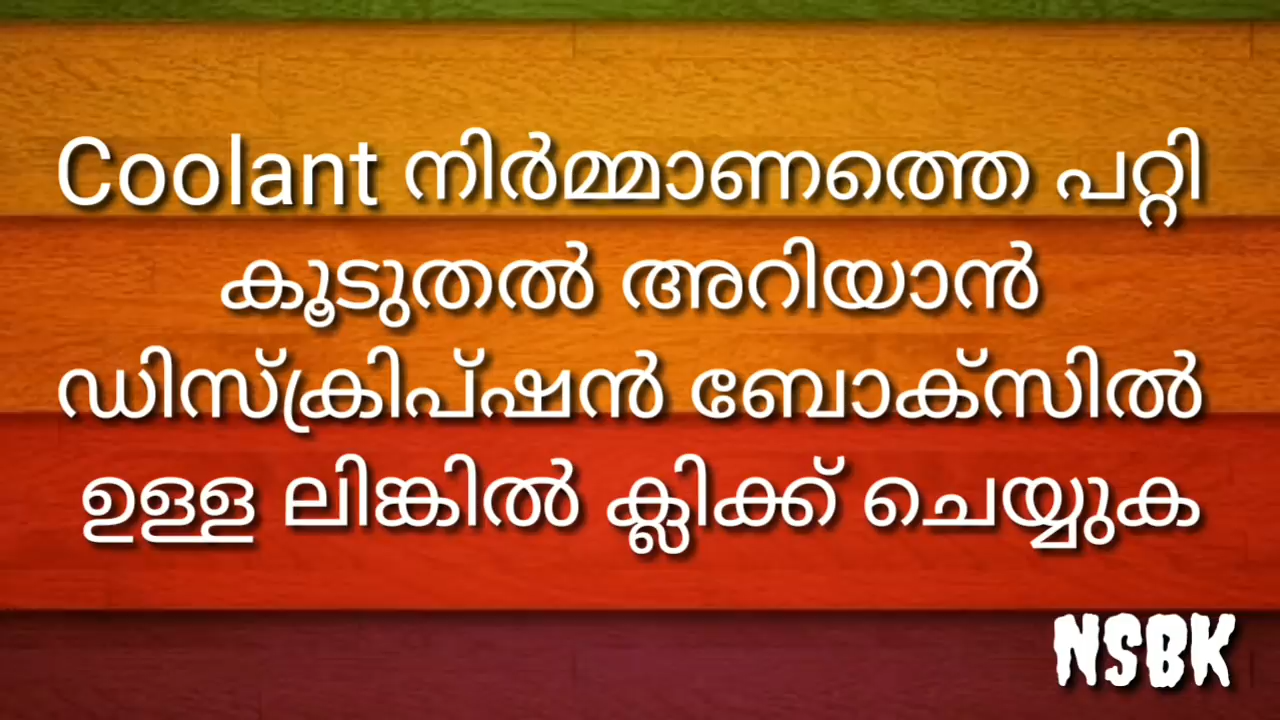 Coolant നിർമ്മാണത്തെ പറ്റി
കൂടുതൽ അറിയാൻ
ഡിസ്ക്രിപ്ഷൻ ബോക്സിൽ
ഉള്ള ലിങ്കിൽ ക്ലിക്ക് ചെയ്യുക
NSBK